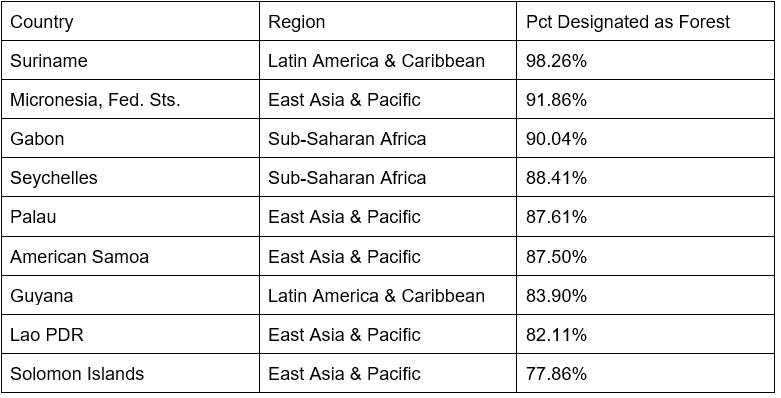 Country Region Pct Designated as Forest
Suriname Latin America & Caribbean 98.26%
Micronesia, Fed. Sts. East Asia & Pacific 91.86%
Gabon Sub-Saharan Africa 90.04%
Seychelles Sub-Saharan Africa 88.41%
Palau East Asia & Pacific 87.61%
American Samoa East Asia & Pacific 87.50%
Guyana Latin America & Caribbean 83.90%
Lao PDR East Asia & Pacific 82.11%
Solomon Islands East Asia & Pacific 77.86%